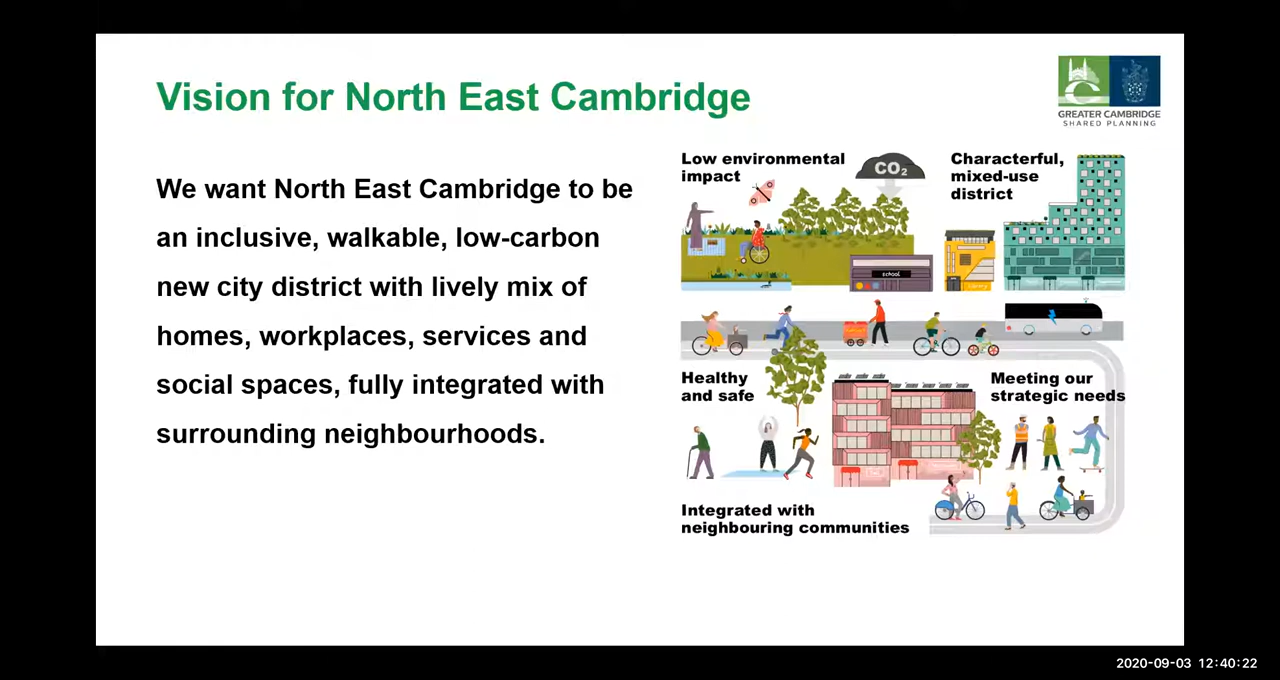 Vision for North East Cambridge
GREATER CAMBRIDGE
SHARED PLANNING
We want North East Cambridge to be
an inclusive, walkable, low-carbon
new city district with lively mix of
homes, workplaces, services and
social spaces, fully integrated with
surrounding neighbourhoods.
Low environmental
impact
CO2
Characterful,
mixed-use
district
school
library
Healthy
and safe
Meeting our
strategic needs
Integrated with
neighbouring communities
2020-09-03 12:40:22